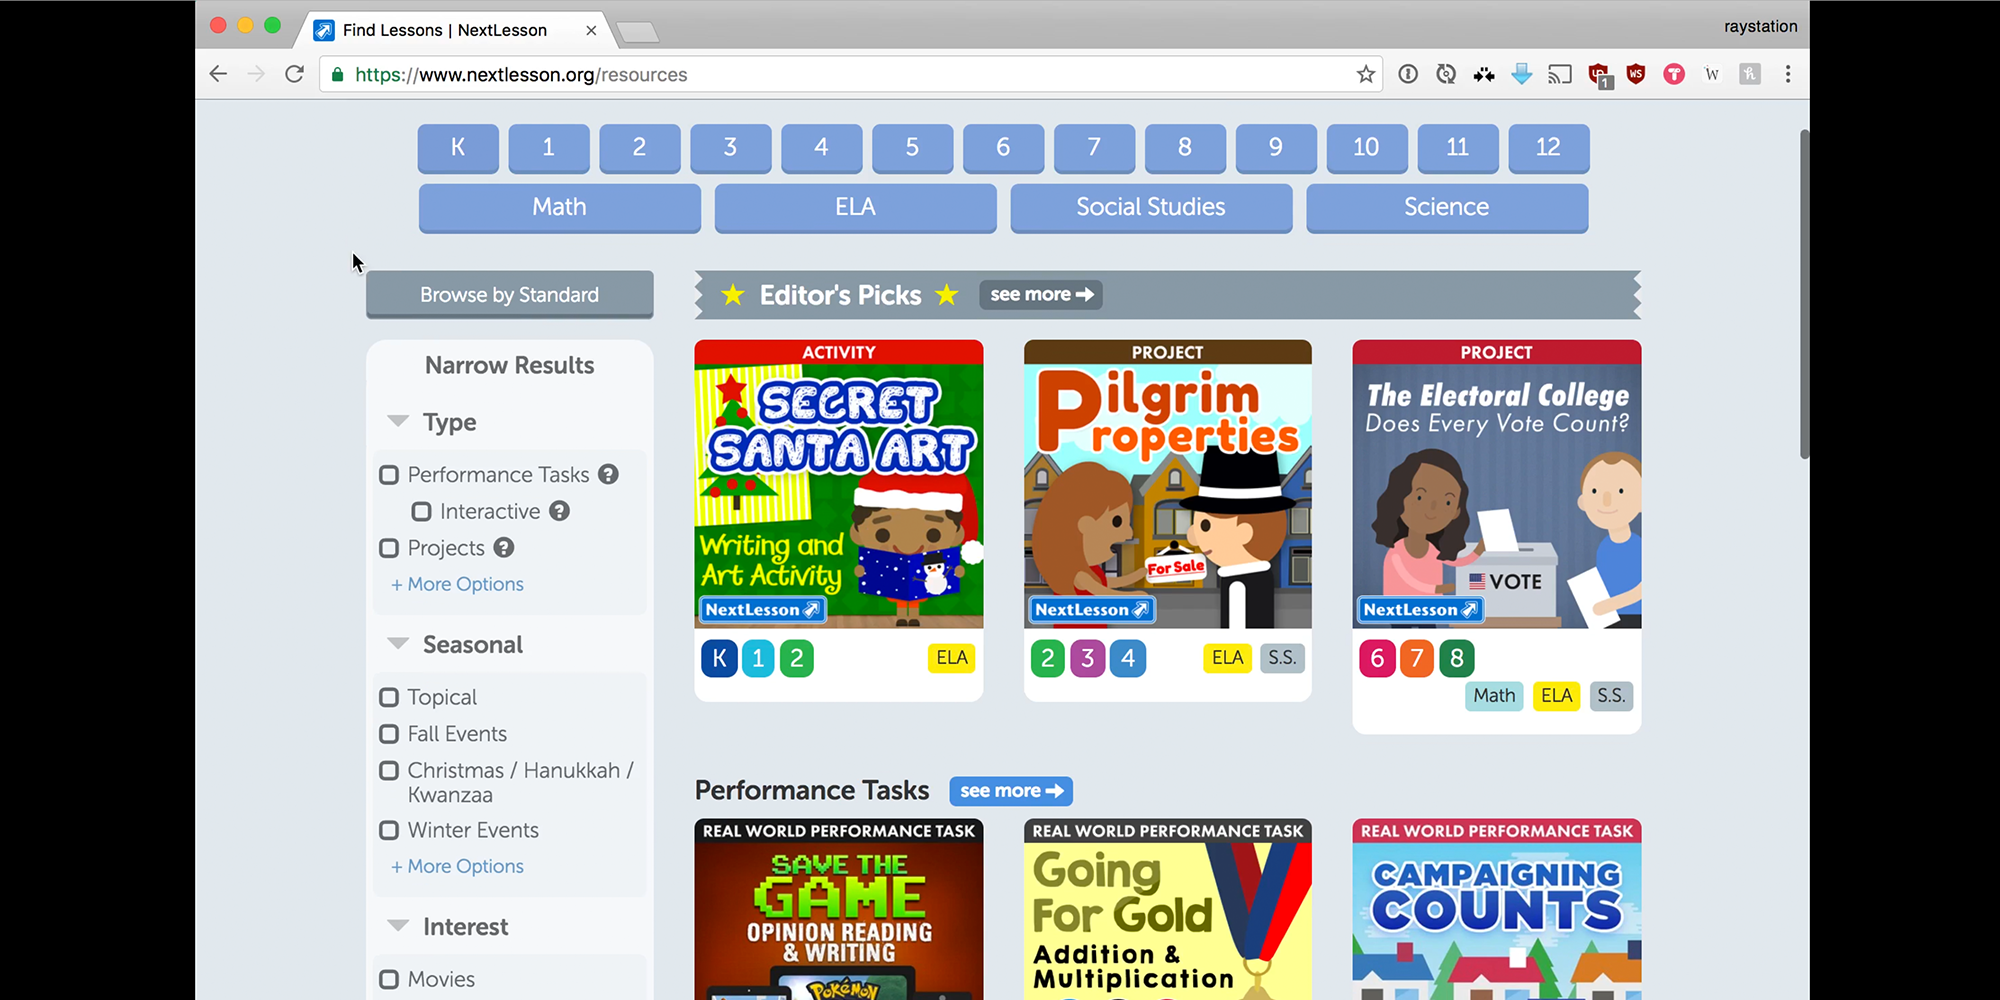 Find Lessons | NextLesson
raystation
https://www.nextlesson.org/resources
1
WS
T
W
h
K 1 2 3 4 5 6 7 8 9 10 11 12
Math ELA Social Studies Science
Browse by Standard
Narrow Results
Type
Performance Tasks ?
Interactive ?
Projects ?
+ More Options
Seasonal
Topical
Fall Events
Christmas / Hanukkah /
Kwanzaa
Winter Events
+ More Options
Interest
Movies
Editor's Picks see more
ACTIVITY
SECRET
SANTA ART
Writing and
Art Activity
NextLesson
K 1 2 ELA
PROJECT
Pilgrim
Properties
For Sale
NextLesson
2 3 4 ELA S.S.
PROJECT
The Electoral College
Does Every Vote Count?
VOTE
NextLesson
6 7 8
Math ELA S.S.
Performance Tasks see more
REAL WORLD PERFORMANCE TASK
SAVE THE
GAME
OPINION READING
& WRITING
POKéMON
REAL WORLD PERFORMANCE TASK
Going
For Gold
Addition &
Multiplication
REAL WORLD PERFORMANCE TASK
CAMPAIGNING
COUNTS